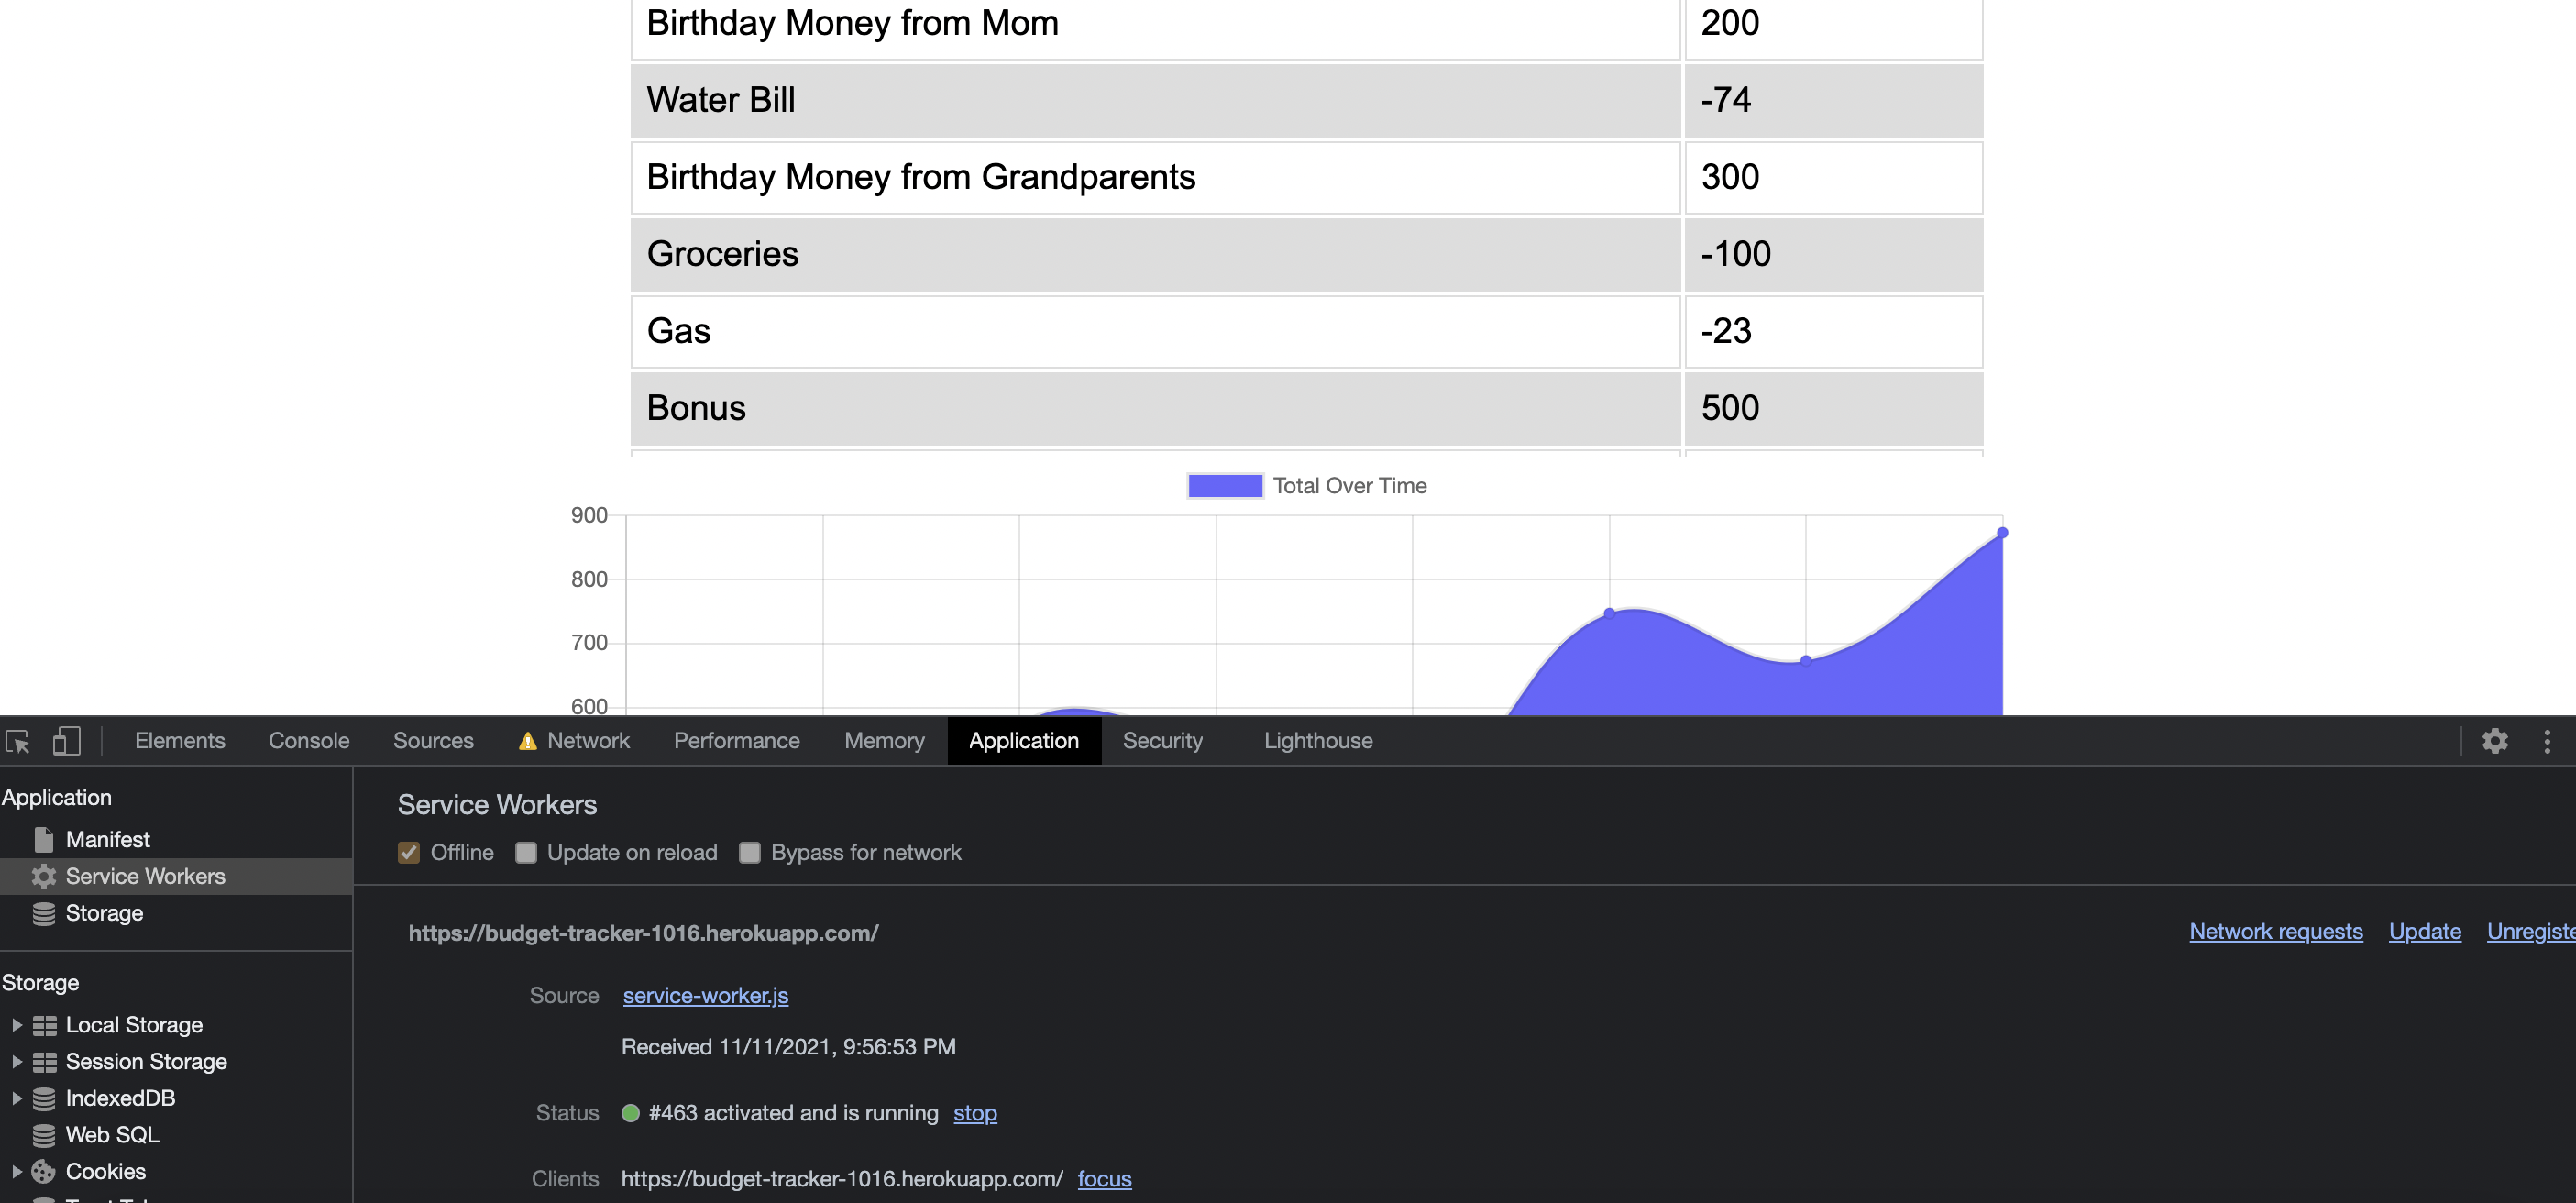 Birthday Money from Mom 200
Water Bill -74
Birthday Money from Grandparents 300
Groceries -100
Gas -23
Bonus 500
Total Over Time
900
800
700
600
Elements Console Sources Network Performance Memory Application Security Lighthouse
Application
Manifest
Service Workers
Storage
Storage
Local Storage
Session Storage
IndexedDB
Web SQL
Cookies
Service Workers
Offline Update on reload Bypass for network
https://budget-tracker-1016.herokuapp.com/ Network requests Update Unregiste
Source service-worker.js
Received 11/11/2021, 9:56:53 PM
Status #463 activated and is running stop
Clients https://budget-tracker-1016.herokuapp.com/ focus